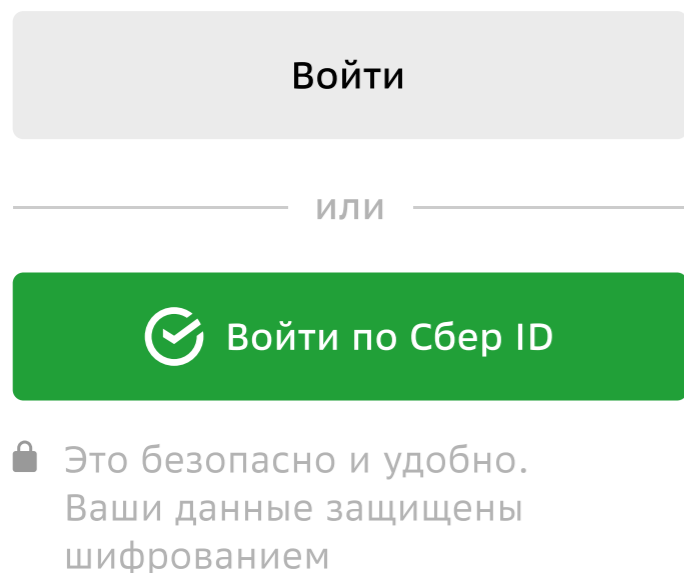 Войти
или
Войти по Сбер ID
Это безопасно и удобно.
Ваши данные защищены
шифрованием